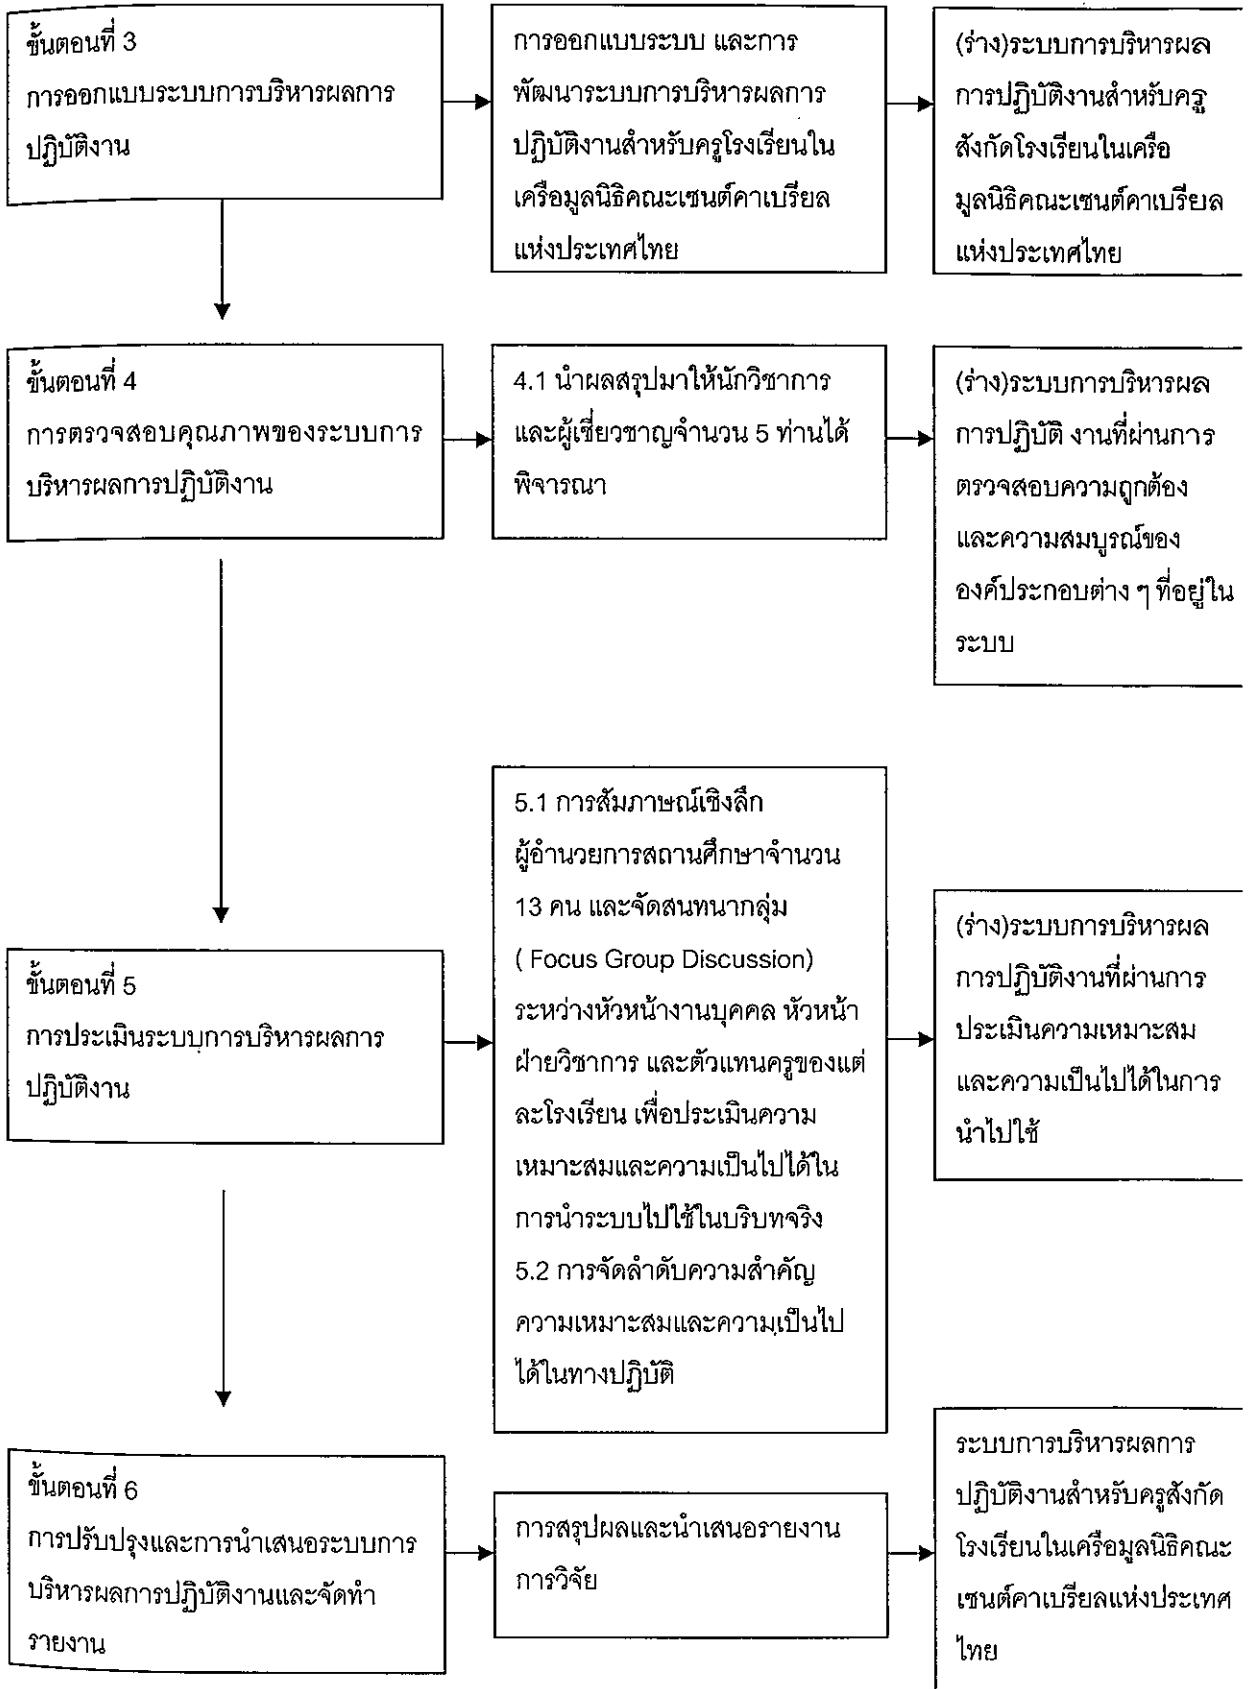 ขั้นตอนที่ 3
การออกแบบระบบการบริหารผลการ
ปฏิบัติงาน
การออกแบบระบบ และการ
พัฒนาระบบการบริหารผลการ
ปฏิบัติงานสำหรับครูโรงเรียนใน
เครือมูลนิธิคณะเซนต์คาเบรียล
แห่งประเทศไทย
(ร่าง)ระบบการบริหารผล
การปฏิบัติงานสำหรับครู
สังกัดโรงเรียนในเครือ
มูลนิธิคณะเซนต์คาเบรียล
แห่งประเทศไทย
ขั้นตอนที่ 4
การตรวจสอบคุณภาพของระบบการ
บริหารผลการปฏิบัติงาน
4.1 นำผลสรุปมาให้นักวิชาการ
และผู้เชี่ยวชาญจำนวน 5 ท่านได้
พิจารณา
(ร่าง)ระบบการบริหารผล
การปฏิบัติ งานที่ผ่านการ
ตรวจสอบความถูกต้อง
และความสมบูรณ์ของ
องค์ประกอบต่าง ๆ ที่อยู่ใน
ระบบ
ขั้นตอนที่ 5
การประเมินระบบการบริหารผลการ
ปฏิบัติงาน
5.1 การสัมภาษณ์เชิงลึก
ผู้อำนวยการสถานศึกษาจำนวน
13 คน และจัดสนทนากลุ่ม
( Focus Group Discussion)
ระหว่างหัวหน้างานบุคคล หัวหน้า
ฝ่ายวิชาการ และตัวแทนครูของแต่
ละโรงเรียน เพื่อประเมินความ
เหมาะสมและความเป็นไปได้ใน
การนำระบบไปใช้ในบริบทจริง
5.2 การจัดลำดับความสำคัญ
ความเหมาะสมและความเป็นไป
ได้ในทางปฏิบัติ
(ร่าง)ระบบการบริหารผล
การปฏิบัติงานที่ผ่านการ
ประเมินความเหมาะสม
และความเป็นไปได้ในการ
นำไปใช้
ขั้นตอนที่ 6
การปรับปรุงและการนำเสนอระบบการ
บริหารผลการปฏิบัติงานและจัดทำ
รายงาน
การสรุปผลและนำเสนอรายงาน
การวิจัย
ระบบการบริหารผลการ
ปฏิบัติงานสำหรับครูสังกัด
โรงเรียนในเครือมูลนิธิคณะ
เซนต์คาเบรียลแห่งประเทศ
ไทย